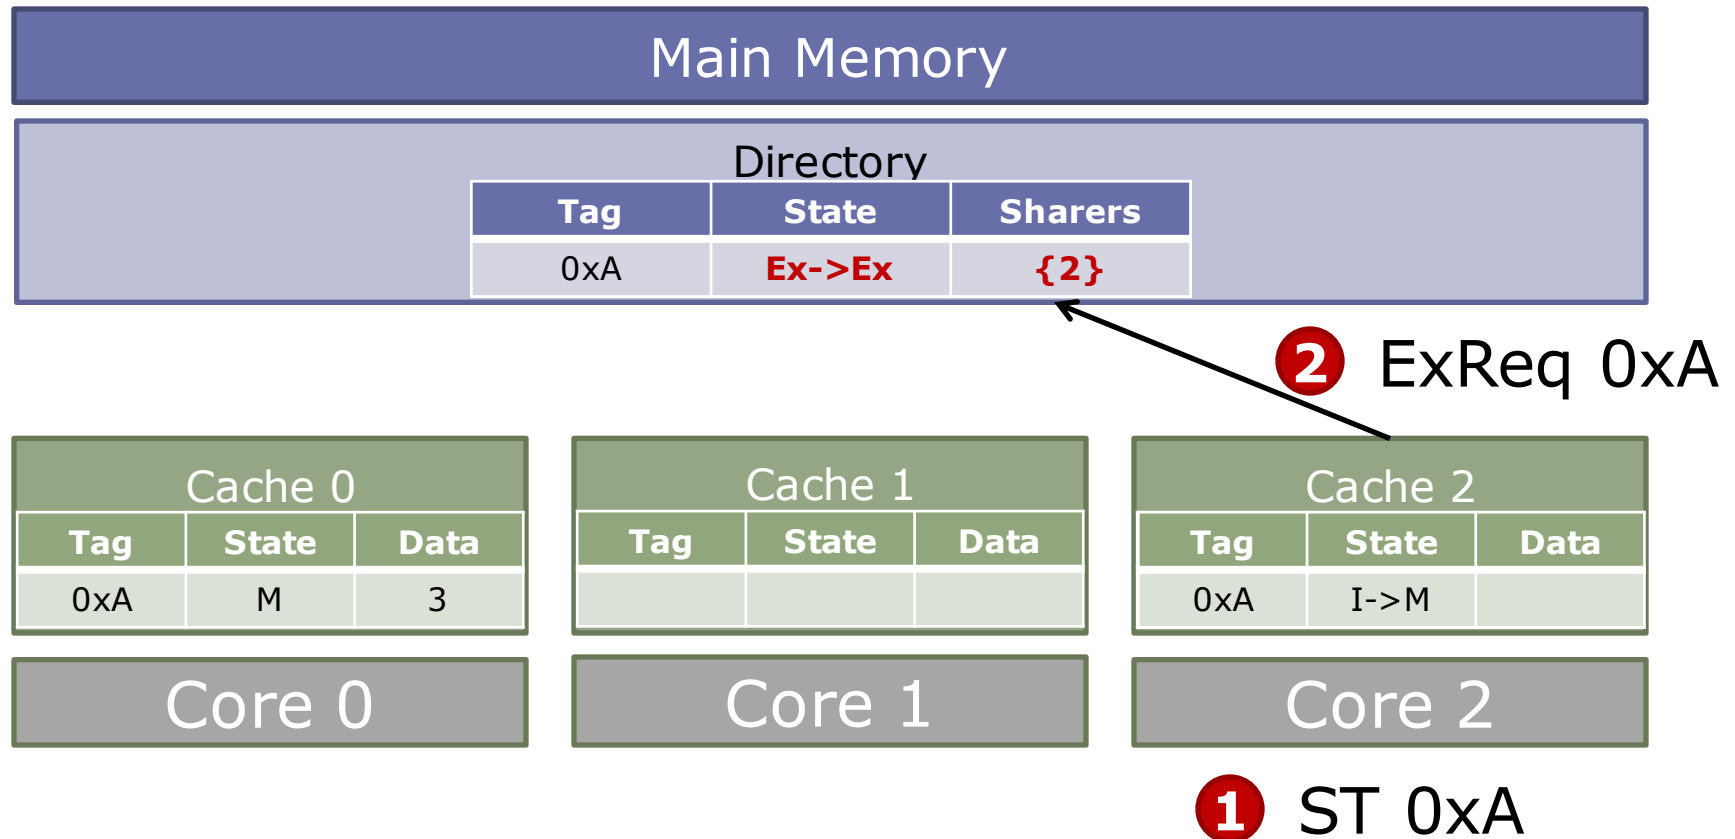 Main Memory
Directory
Tag State Sharers
0xA Ex->Ex {2}
2 ExReq 0xA
Cache 0 Cache 1 Cache 2
Tag State Data Tag State Data Tag State Data
0xA M 3 0xA I->M
Core 0 Core 1 Core 2
1 ST 0xA